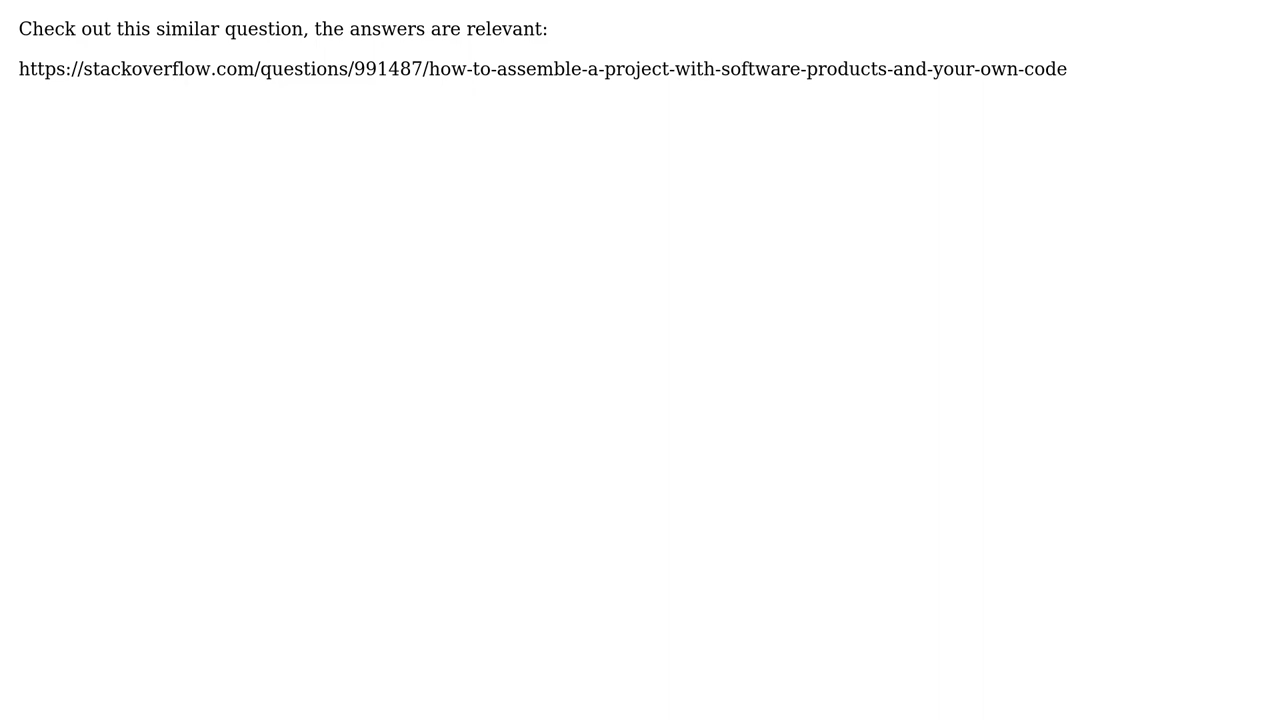 Check out this similar question, the answers are relevant:
https://stackoverflow.com/questions/991487/how-to-assemble-a-project-with-software-products-and-your-own-code